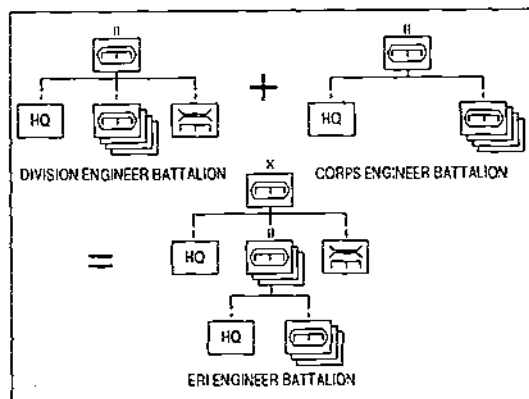 II
II
HQ
HQ
DIVISION ENGINEER BATTALION
CORPS ENGINEER BATTALION
X
HQ
II
HQ
ERI ENGINEER BATTALION